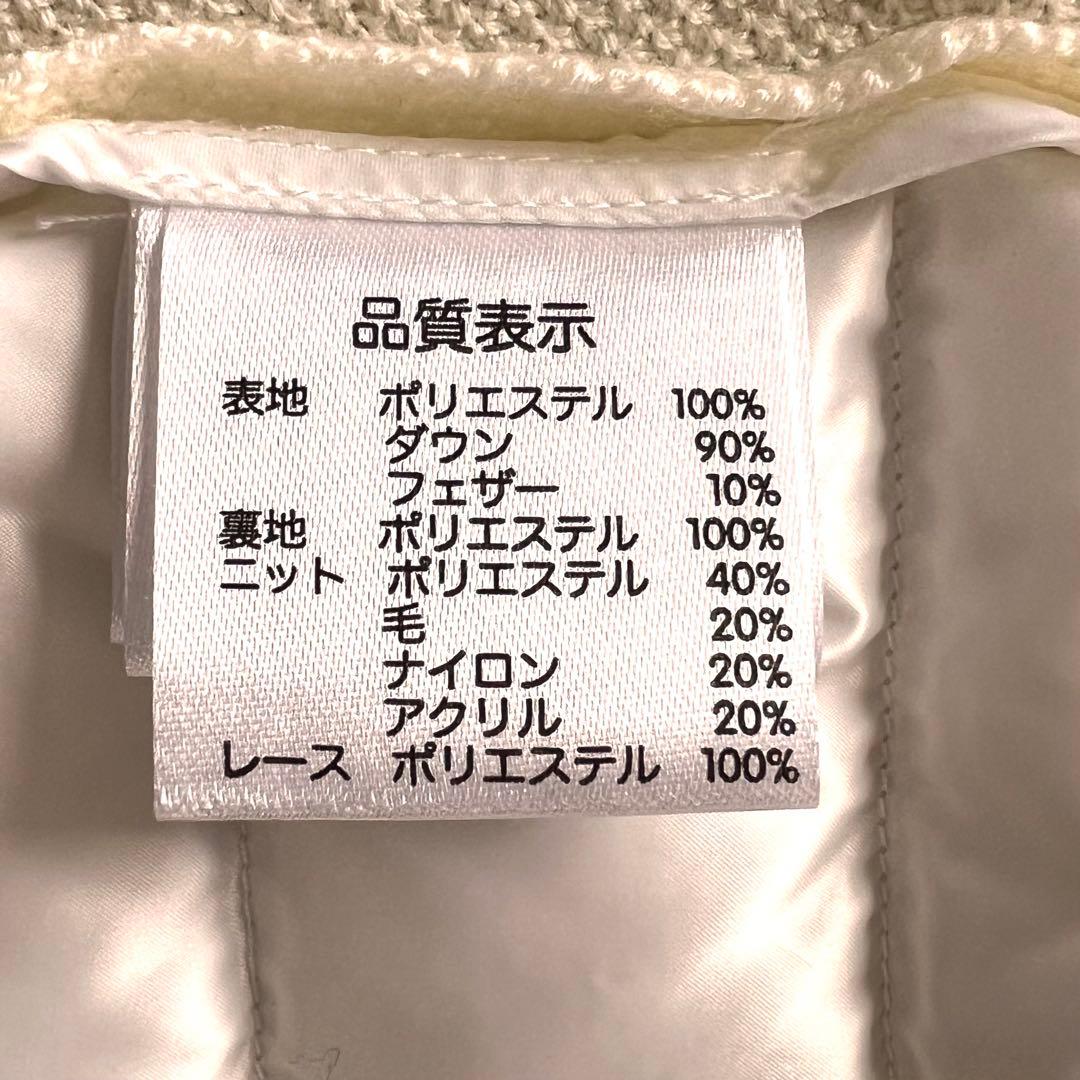 品質表示
表地 ポリエステル 100%
ダウン 90%
フェザー 10%
裏地 ポリエステル 100%
ニット ポリエステル 40%
毛 20%
ナイロン 20%
アクリル 20%
レース ポリエステル 100%